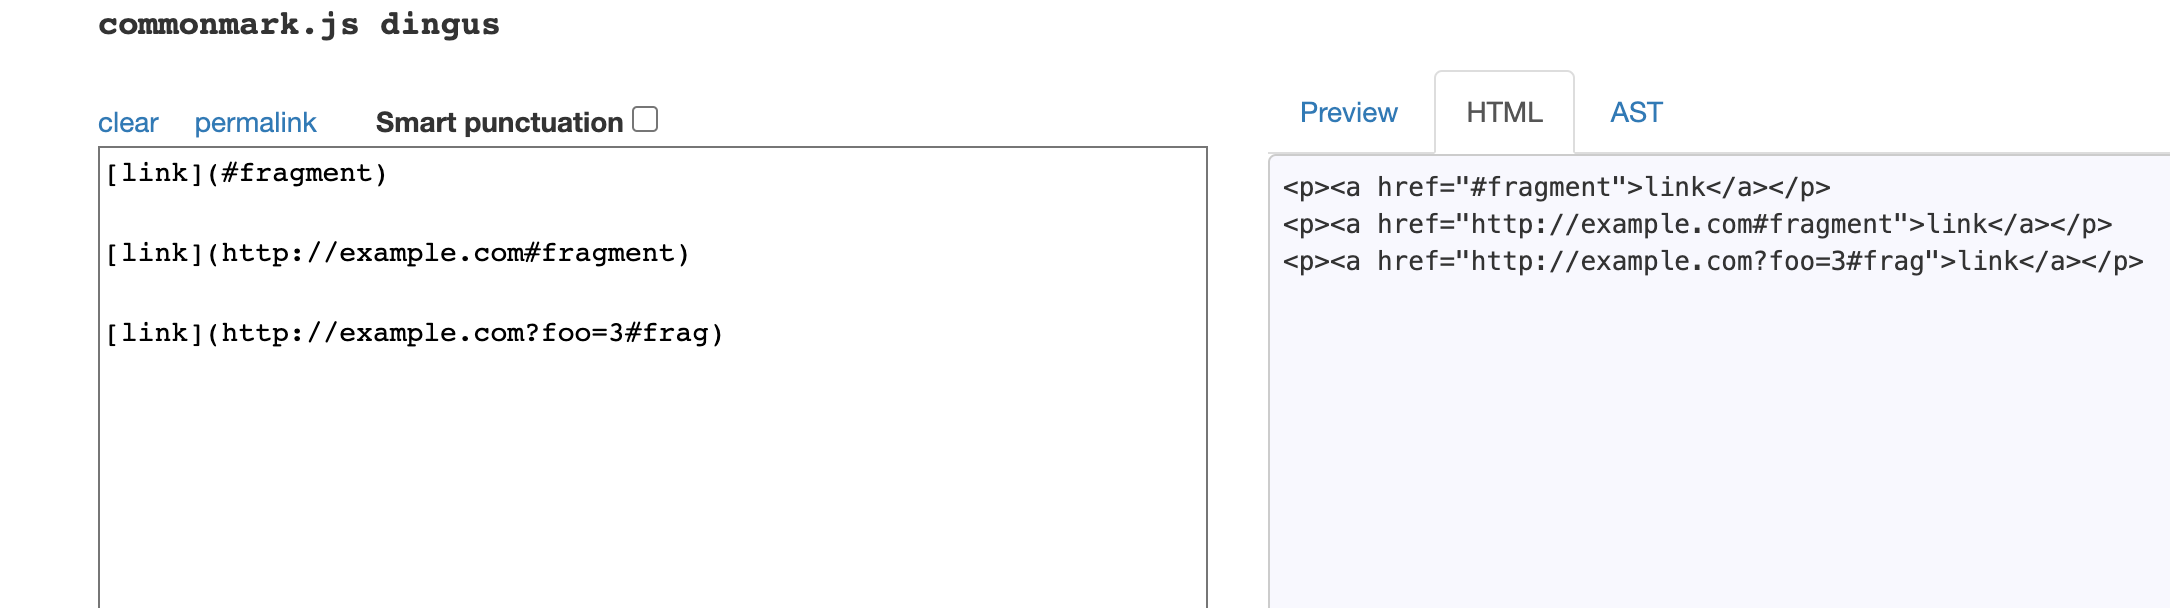 commonmark.js dingus
clear permalink Smart punctuation
[link](#fragment)
[link](http://example.com#fragment)
[link](http://example.com?foo=3#frag)
Preview HTML AST
<p><a href="#fragment">link</a></p>
<p><a href="http://example.com#fragment">link</a></p>
<p><a href="http://example.com?foo=3#frag">link</a></p>